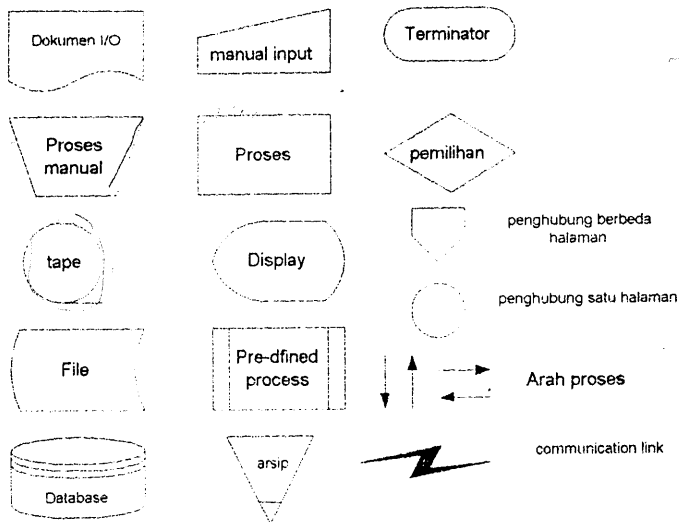 Dokumen I/O
manual input
Terminator
Proses
manual
Proses
pemilihan
tape
Display
penghubung berbeda
halaman
penghubung satu halaman
File
Pre-dfined
process
Arah proses
Database
arsip
communication link